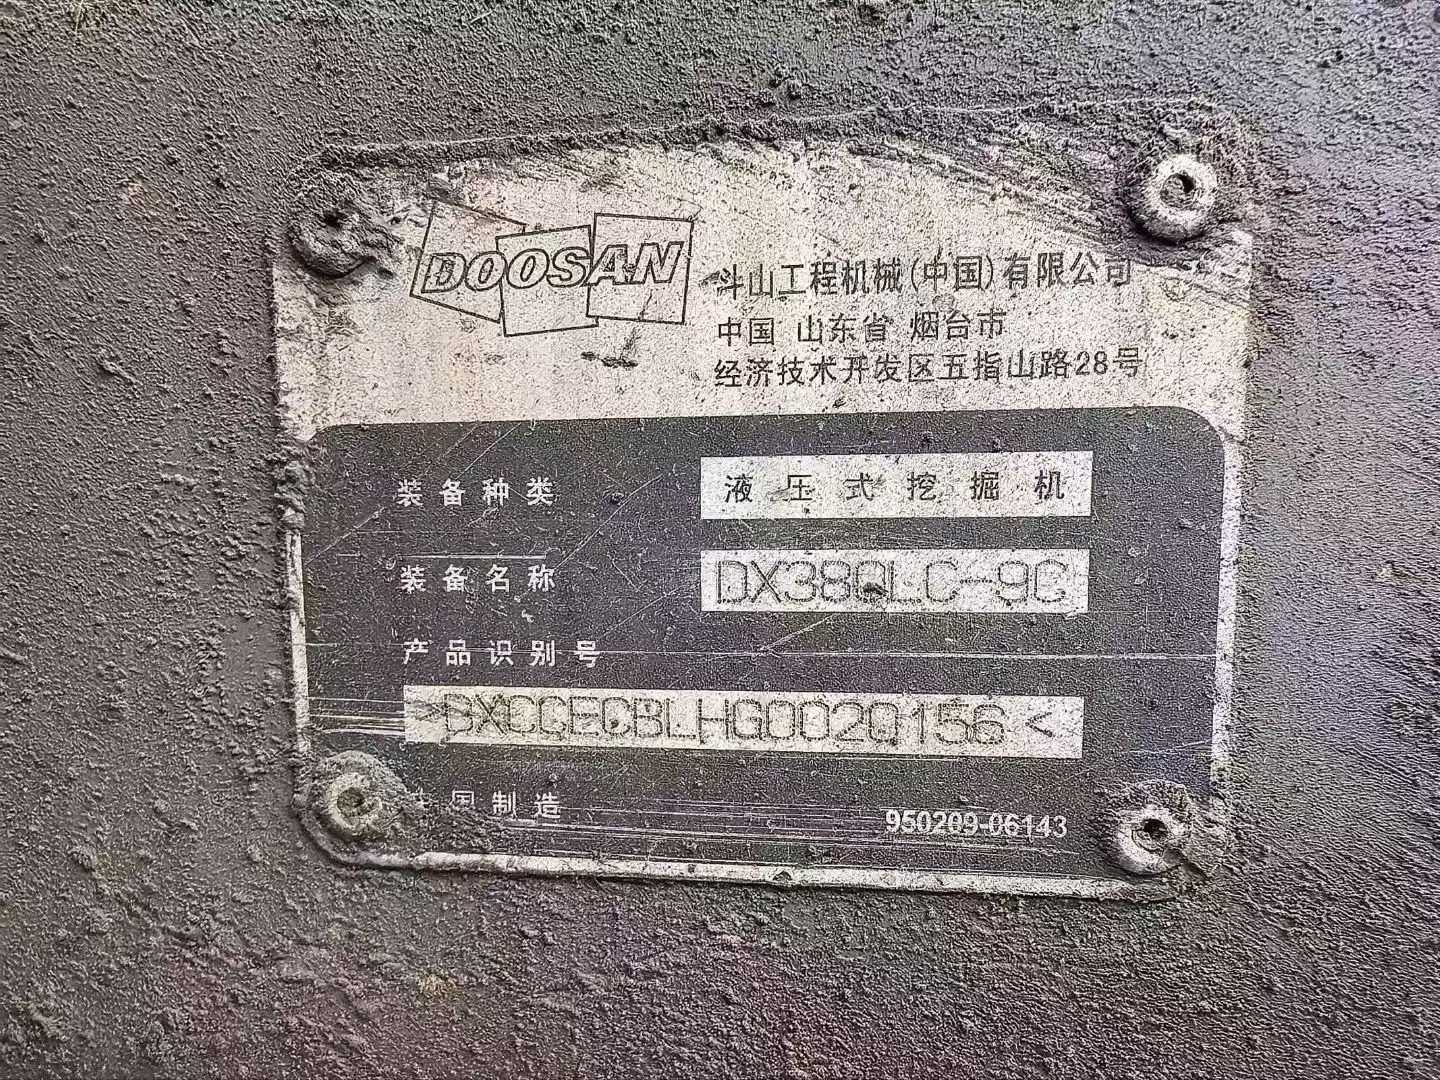 DOOSAN
斗山工程机械(中国)有限公司
中国 山东省 烟台市
经济技术开发区五指山路28号
装备种类 液压式挖掘机
装备名称 DX380LC-9C
产品识别号
>DXCCECBLHG0020156<
中国制造 950209-06143